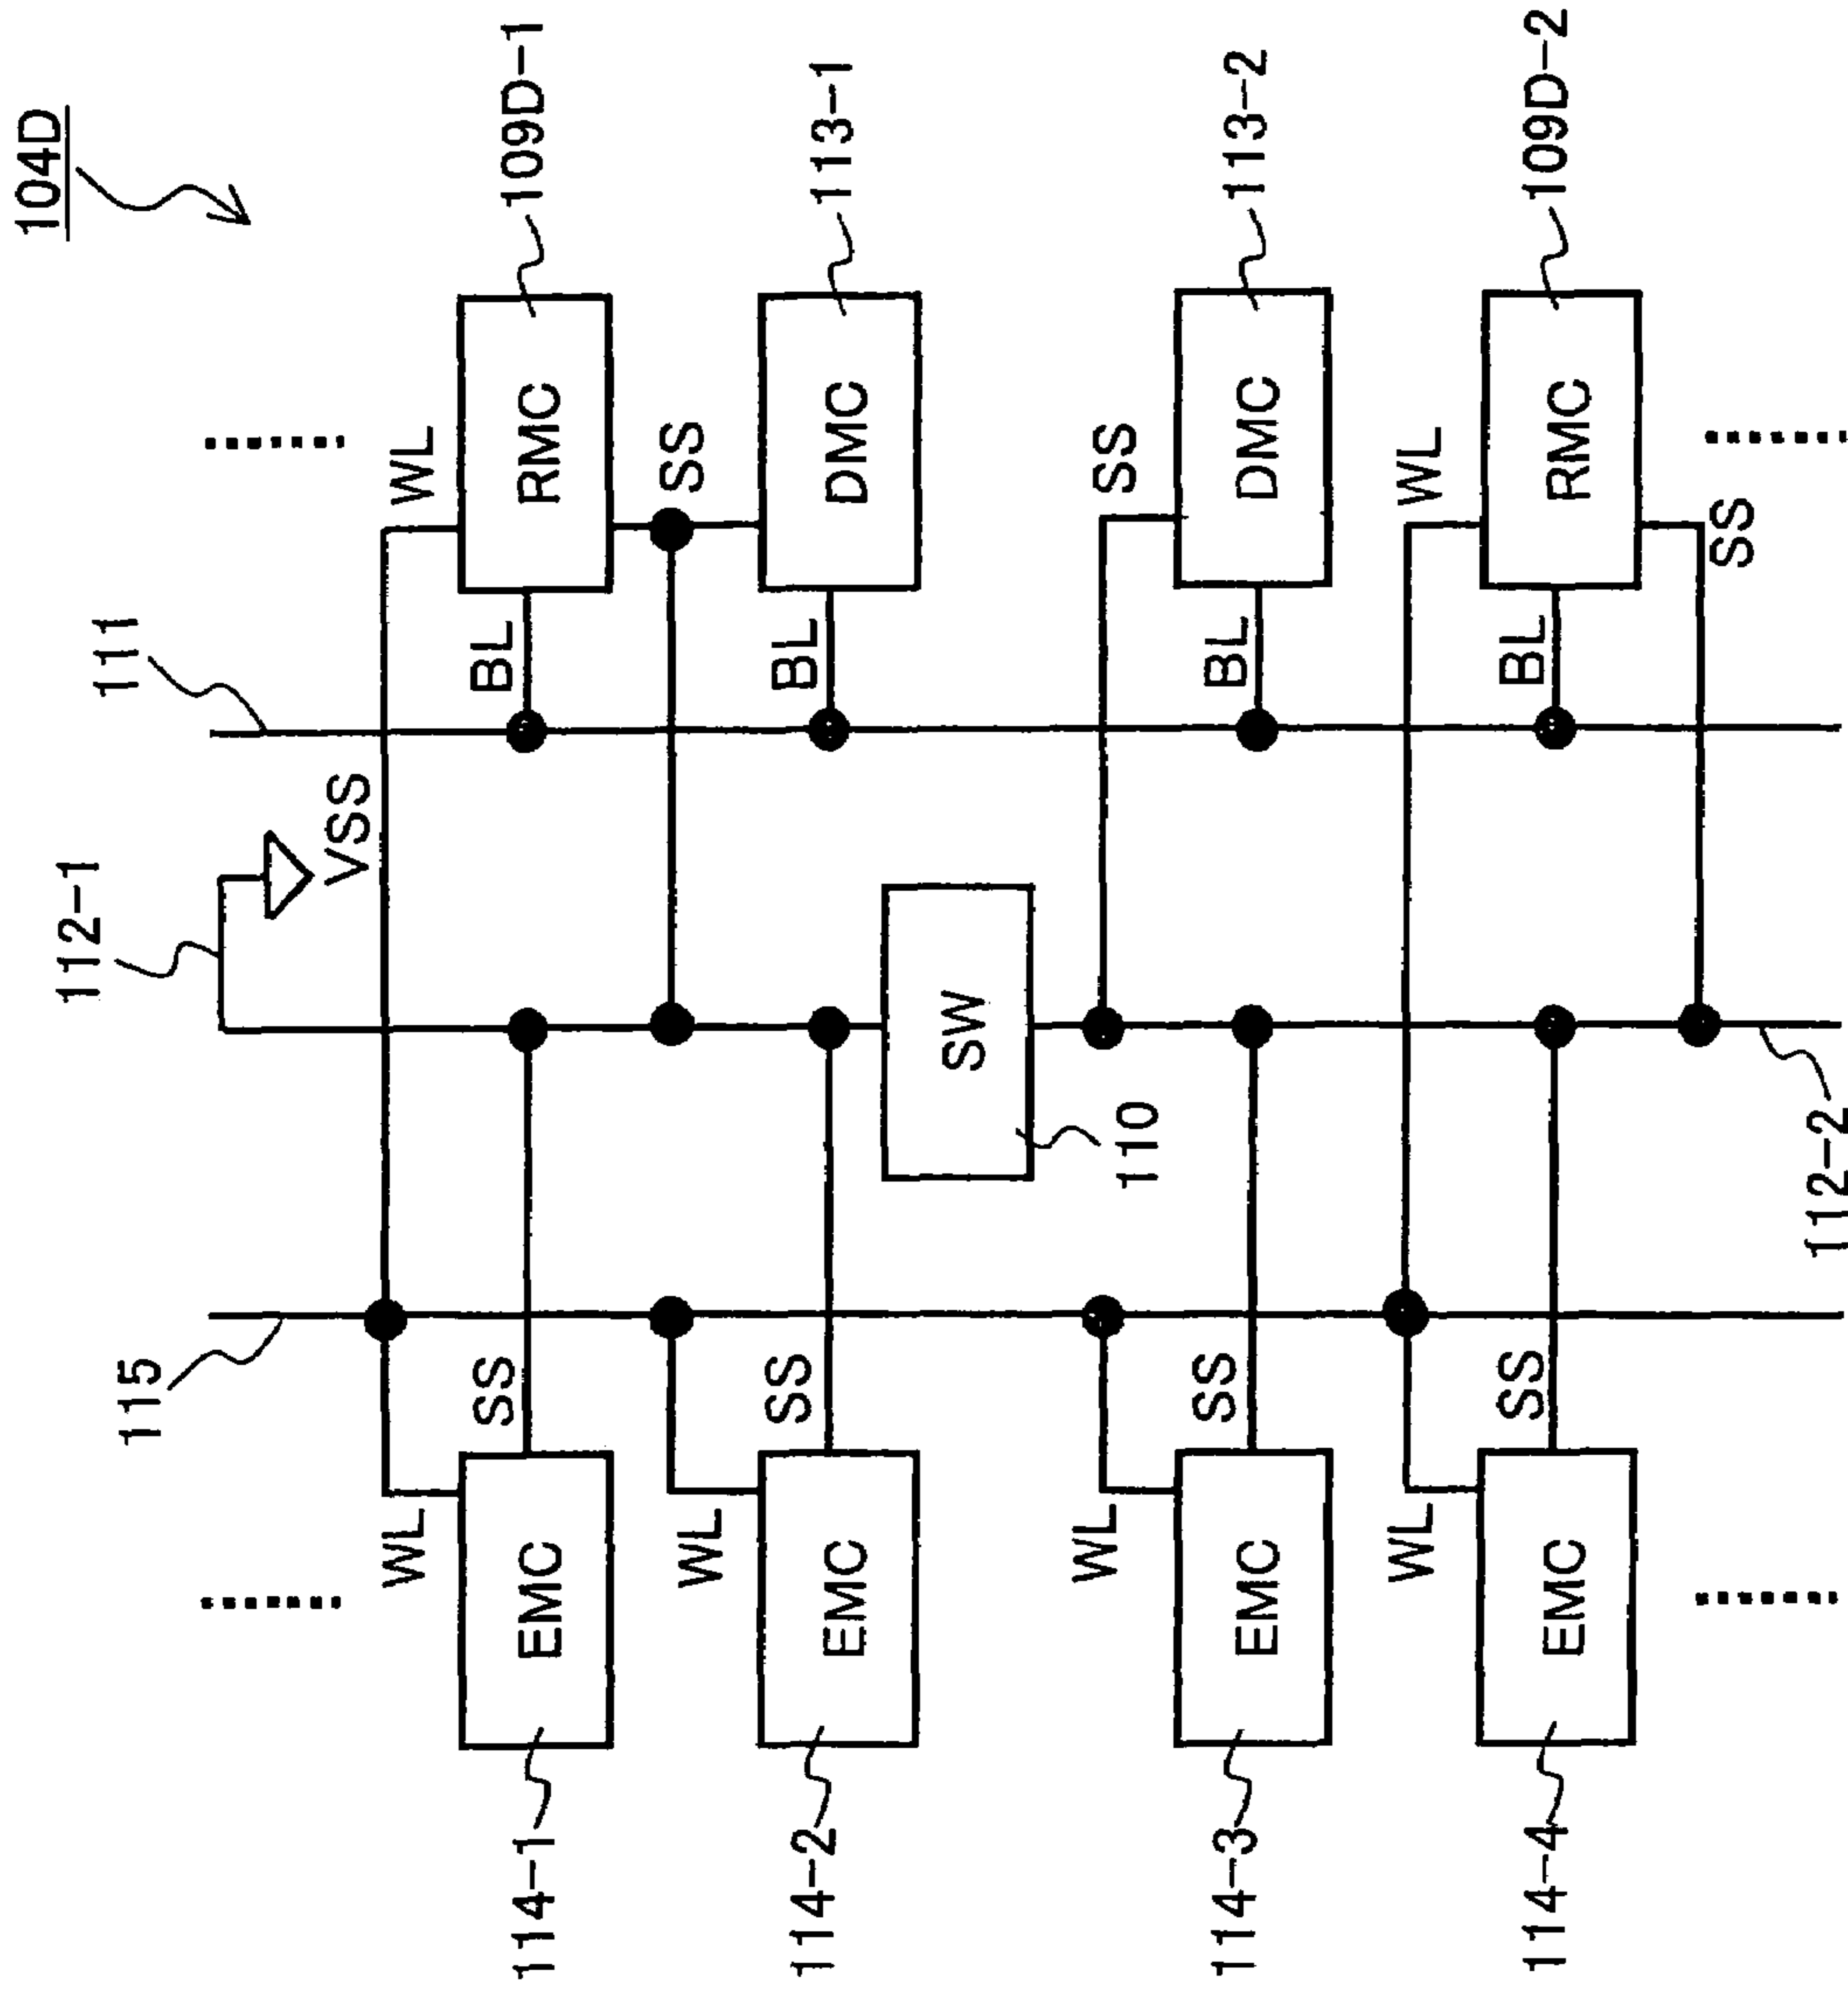 104D
109D-1
113-1
113-2
109D-2
WL
RMC
SS
DMC
SS
DMC
WL
RMC
SS
111
BL
BL
BL
BL
112-1
VSS
SW
110
112-2
115
SS
SS
SS
SS
WL
EMC
WL
EMC
WL
EMC
WL
EMC
114-1
114-2
114-3
114-4